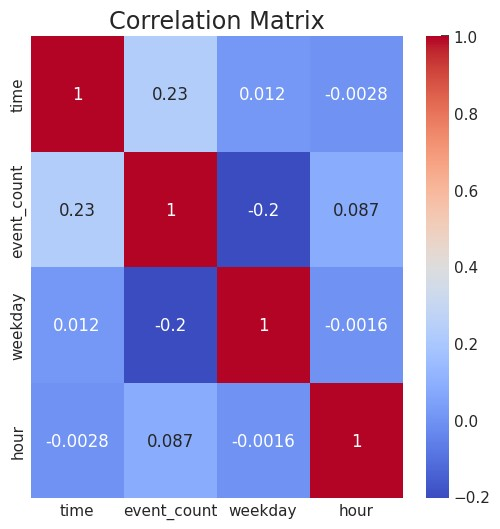 Correlation Matrix
time 1 0.23 0.012 -0.0028
event_count 0.23 1 -0.2 0.087
weekday 0.012 -0.2 1 -0.0016
hour -0.0028 0.087 -0.0016 1
time event_count weekday hour
1.0
0.8
0.6
0.4
0.2
0.0
−0.2